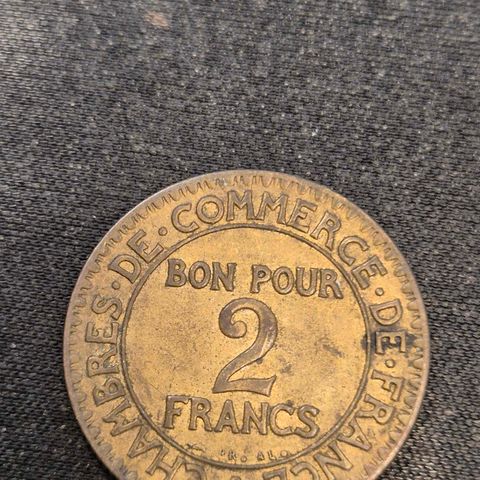 CHAMBRES · DE · COMMERCE · DE · FRANCE ·
BON POUR
2
FRANCS